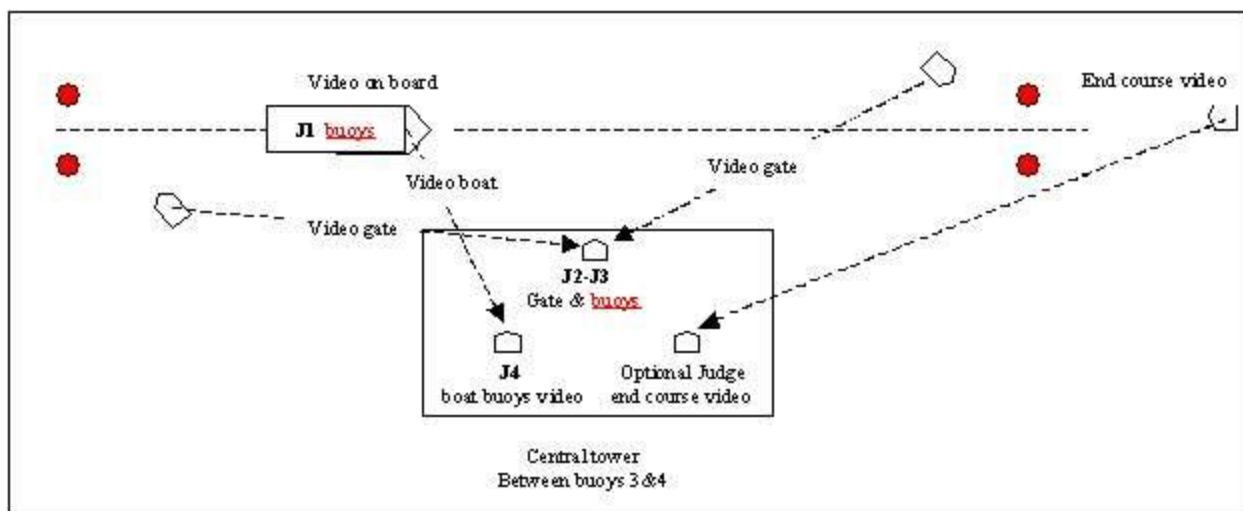 Video on board
End course video
J1 buoys
Video boat
Video gate
Video gate
J2-J3
Gate & buoys
J4
boat buoys video
Optional Judge
end course video
Central tower
Between buoys 3&4